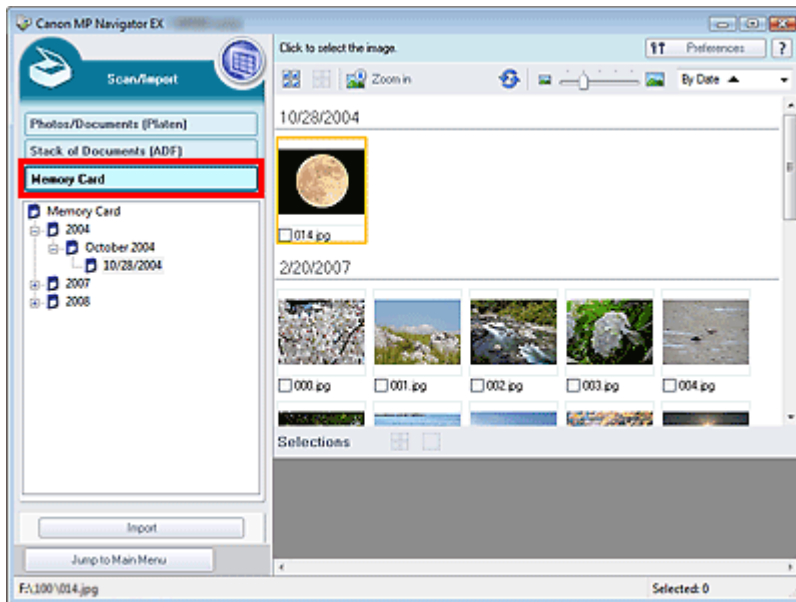 Canon MP Navigator EX
Scan/Import
Photos/Documents (Platen)
Stack of Documents (ADF)
Memory Card
Memory Card
2004
October 2004
10/28/2004
2007
2008
Import
Jump to Main Menu
Click to select the image.
Preferences
?
Zoom in
By Date
10/28/2004
014.jpg
2/20/2007
000.jpg
001.jpg
002.jpg
003.jpg
004.jpg
Selections
F:\100\014.jpg
Selected: 0